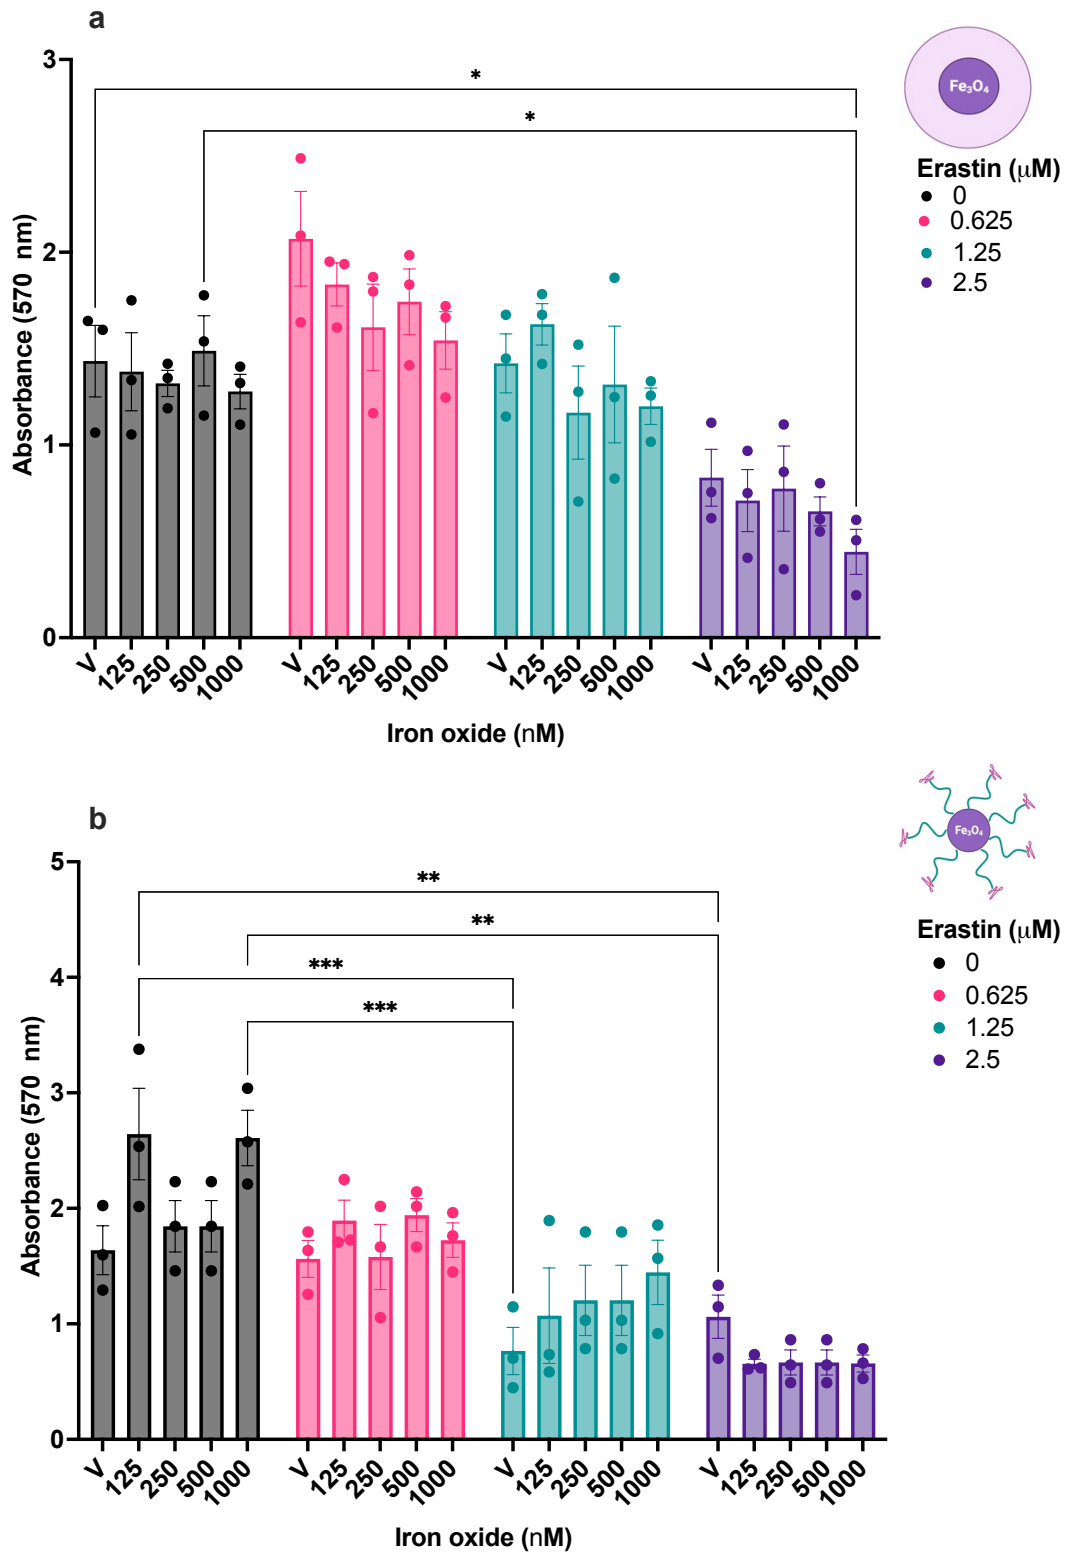 a
3
2
1
0
Absorbance (570 nm)
*
*
V 125 250 500 1000 V 125 250 500 1000 V 125 250 500 1000 V 125 250 500 1000
Iron oxide (nM)
Fe₃O₄
Erastin (μM)
0
0.625
1.25
2.5
b
5
4
3
2
1
0
Absorbance (570 nm)
**
**
***
***
V 125 250 500 1000 V 125 250 500 1000 V 125 250 500 1000 V 125 250 500 1000
Iron oxide (nM)
Fe₃O₄
Erastin (μM)
0
0.625
1.25
2.5